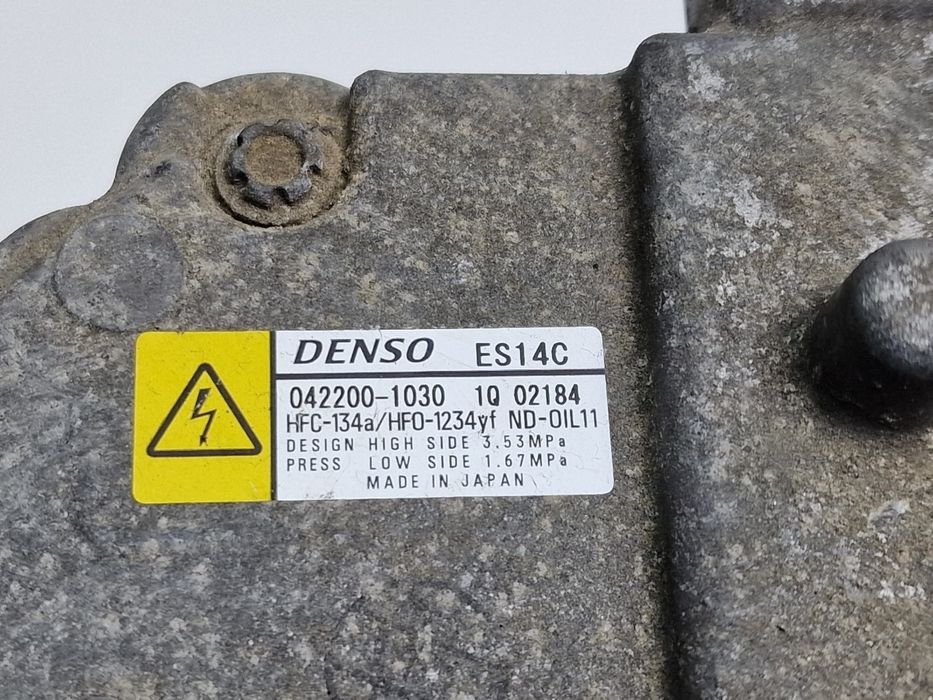 DENSO ES14C
042200-1030 1Q 02184
HFC-134a/HFO-1234yf ND-OIL11
DESIGN HIGH SIDE 3.53MPa
PRESS LOW SIDE 1.67MPa
MADE IN JAPAN